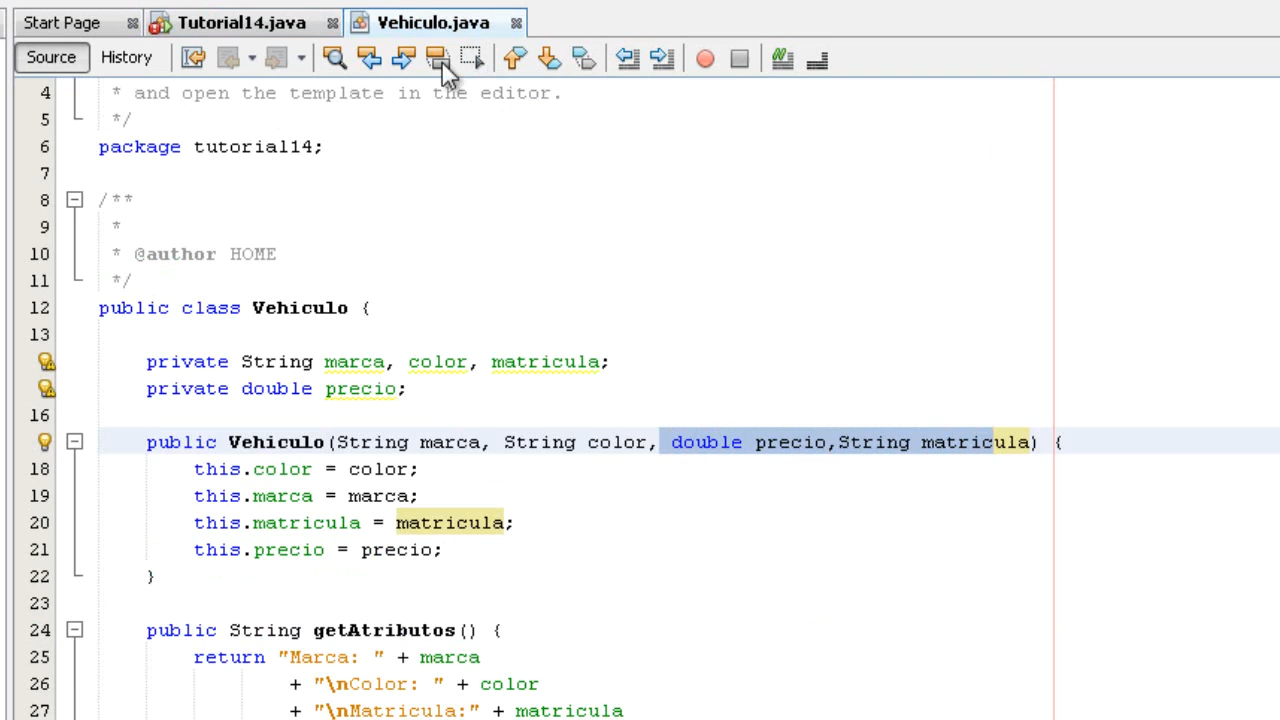 Start Page Tutorial14.java Vehiculo.java
Source History
4 * and open the template in the editor.
5 */
6 package tutorial14;
7
8 /**
9 *
10 * @author HOME
11 */
12 public class Vehiculo {
13
private String marca, color, matricula;
private double precio;
16
public Vehiculo(String marca, String color, double precio,String matricula) {
18 this.color = color;
19 this.marca = marca;
20 this.matricula = matricula;
21 this.precio = precio;
22 }
23
24 public String getAtributos() {
25 return "Marca: " + marca
26 + "\nColor: " + color
27 + "\nMatricula:" + matricula